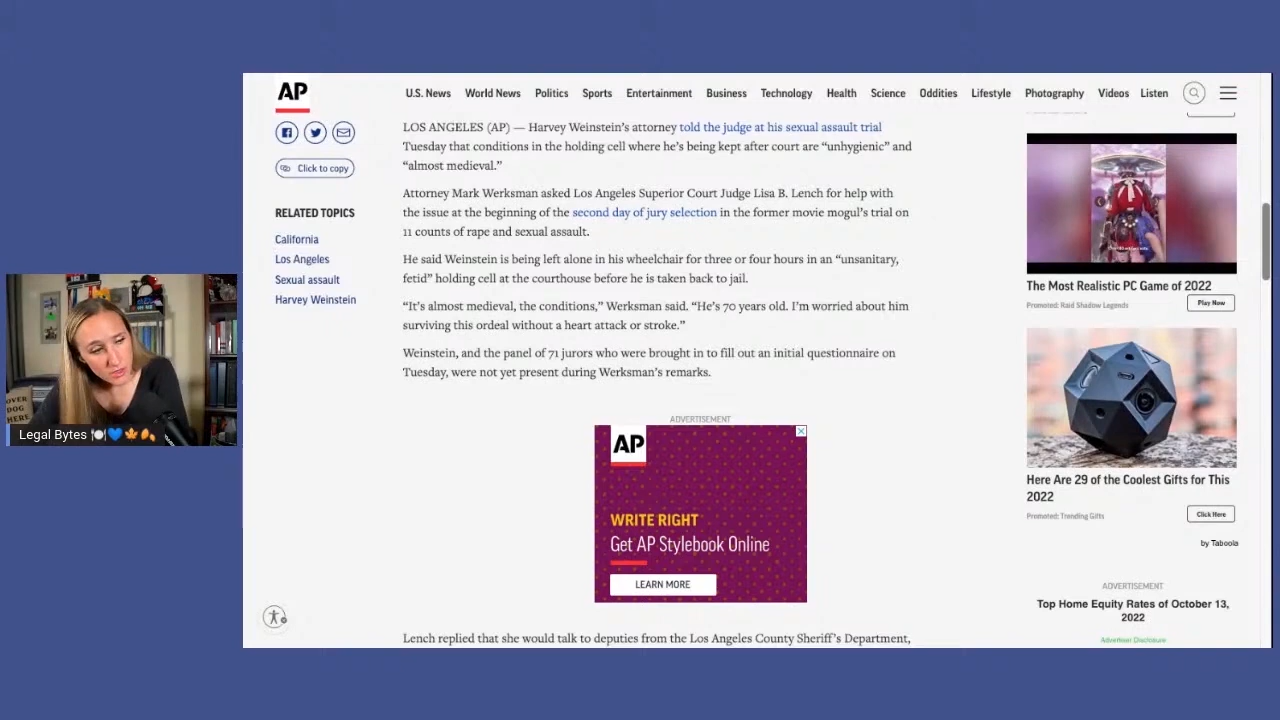 AP
U.S. News World News Politics Sports Entertainment Business Technology Health Science Oddities Lifestyle Photography Videos Listen
Click to copy
RELATED TOPICS
California
Los Angeles
Sexual assault
Harvey Weinstein
LOS ANGELES (AP) — Harvey Weinstein's attorney told the judge at his sexual assault trial
Tuesday that conditions in the holding cell where he's being kept after court are “unhygienic” and
“almost medieval.”
Attorney Mark Werksman asked Los Angeles Superior Court Judge Lisa B. Lench for help with
the issue at the beginning of the second day of jury selection in the former movie mogul's trial on
11 counts of rape and sexual assault.
He said Weinstein is being left alone in his wheelchair for three or four hours in an “unsanitary,
fetid” holding cell at the courthouse before he is taken back to jail.
“It's almost medieval, the conditions,” Werksman said. “He's 70 years old. I'm worried about him
surviving this ordeal without a heart attack or stroke.”
Weinstein, and the panel of 71 jurors who were brought in to fill out an initial questionnaire on
Tuesday, were not yet present during Werksman's remarks.
ADVERTISEMENT
AP
WRITE RIGHT
Get AP Stylebook Online
LEARN MORE
Lench replied that she would talk to deputies from the Los Angeles County Sheriff's Department,
The Most Realistic PC Game of 2022
Promoted: Raid Shadow Legends
Play Now
Here Are 29 of the Coolest Gifts for This
2022
Promoted: Trending Gifts
Click Here
by Taboola
ADVERTISEMENT
Top Home Equity Rates of October 13,
2022
Advertiser Disclosure
OVER
DOG
HERE
Legal Bytes 🍽️💙🍁🍂